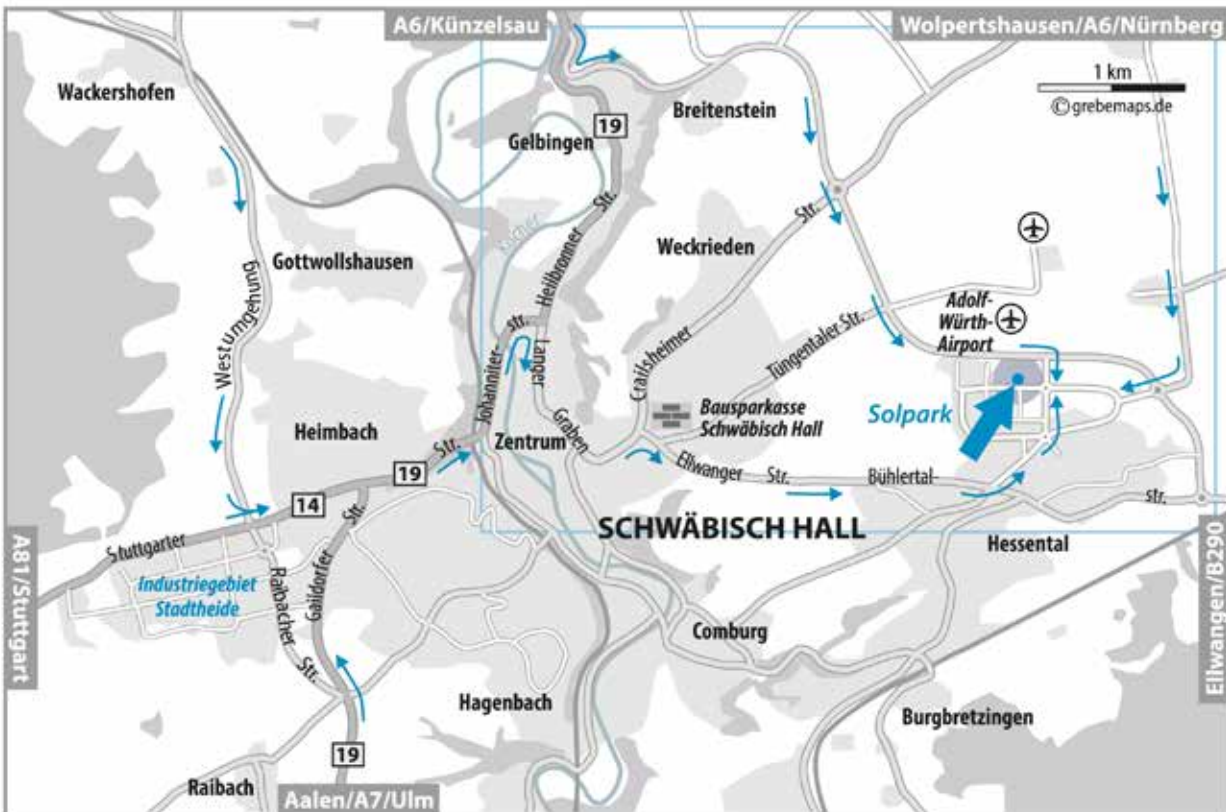 A6/Künzelsau
Wolpertshausen/A6/Nürnberg
Wackershofen
1 km
© grebemaps.de
Breitenstein
19
Gelbingen
Str.
Str.
Kocher
Weckrieden
Gottwollshausen
Heilbronner
Westumgehung
Adolf-
Würth-
Airport
Johanniter-
str.
Langer
Crailsheimer
Tüngentaler Str.
Solpark
Bausparkasse
Schwäbisch Hall
Heimbach
Str.
Zentrum
Graben
19
Ellwanger
Str.
Bühlertal-
str.
14
Str.
Stuttgarter
SCHWÄBISCH HALL
Hessental
A81/Stuttgart
Industriegebiet
Stadtheide
Raibacher
Str.
Gaildorfer
Ellwangen/B290
Comburg
Hagenbach
Burgbretzingen
19
Raibach
Aalen/A7/Ulm